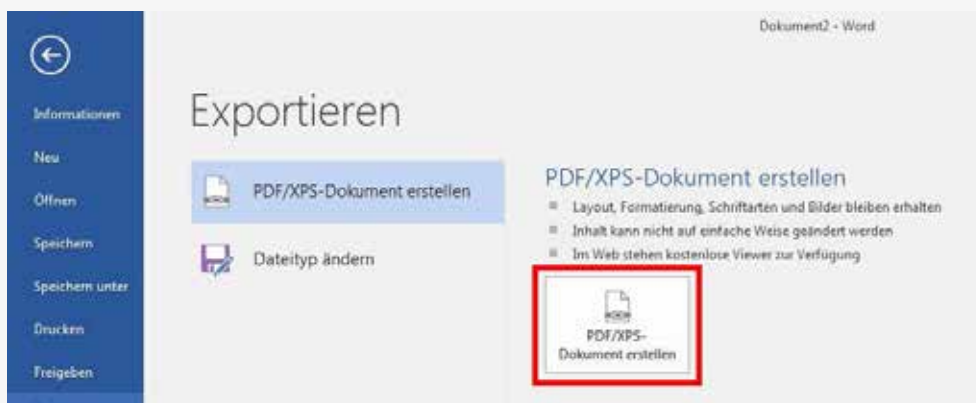 Dokument2 - Word
Informationen
Neu
Öffnen
Speichern
Speichern unter
Drucken
Freigeben
Exportieren
PDF/XPS-Dokument erstellen
Dateityp ändern
PDF/XPS-Dokument erstellen
Layout, Formatierung, Schriftarten und Bilder bleiben erhalten
Inhalt kann nicht auf einfache Weise geändert werden
Im Web stehen kostenlose Viewer zur Verfügung
PDF/XPS-
Dokument erstellen